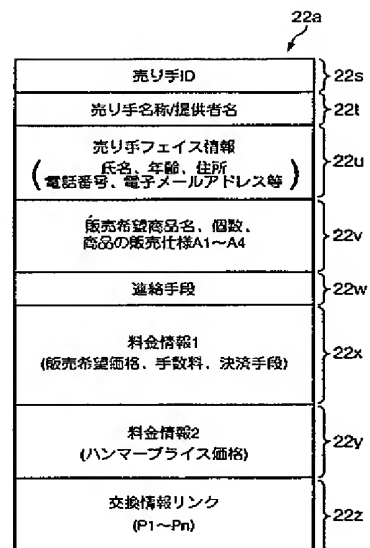 22a
売り手ID
22s
売り手名称/提供者名
22t
売り手フェイス情報
氏名、年齢、住所
電話番号、電子メールアドレス等
22u
販売希望商品名、個数、
商品の販売仕様A1～A4
22v
連絡手段
22w
料金情報1
(販売希望価格、手数料、決済手段)
22x
料金情報2
(ハンマープライス価格)
22y
交換情報リンク
(P1～Pn)
22z